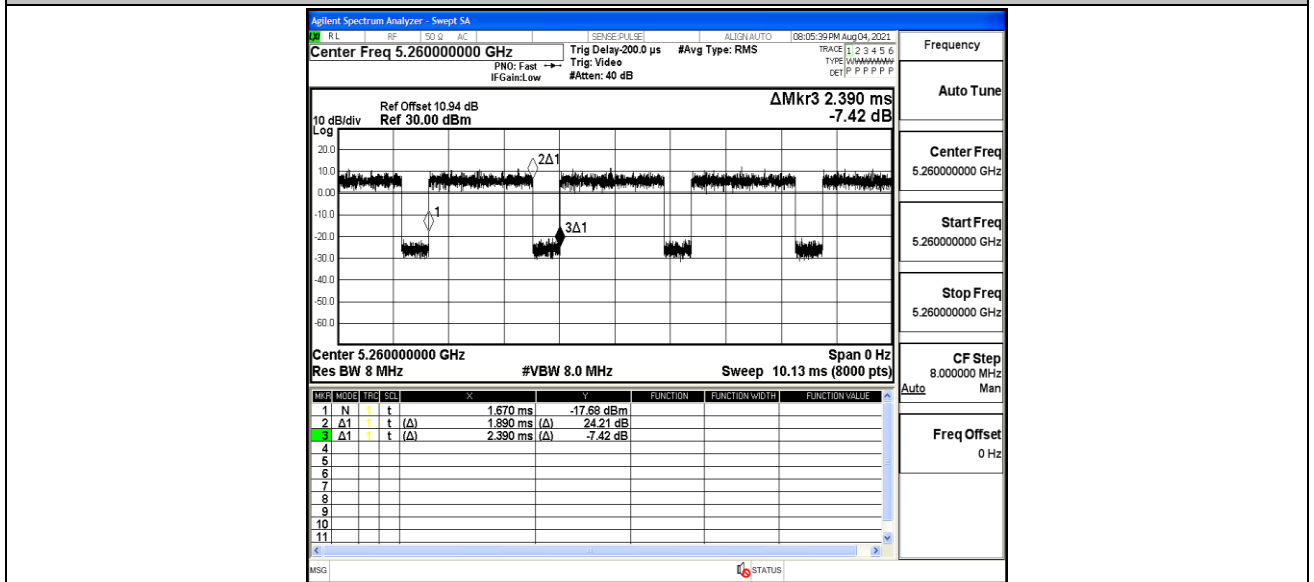 Agilent Spectrum Analyzer - Swept SA
RL RF 50 Ω AC SENSE:PULSE ALIGN AUTO 08:05:39 PM Aug 04, 2021
Center Freq 5.260000000 GHz
PNO: Fast
IFGain:Low
Trig Delay-200.0 µs
Trig: Video
#Atten: 40 dB
#Avg Type: RMS
TRACE 1 2 3 4 5 6
TYPE
DET P P P P P P
Ref Offset 10.94 dB
10 dB/div Ref 30.00 dBm
Log
ΔMkr3 2.390 ms
-7.42 dB
20.0
10.0
0.00
-10.0
-20.0
-30.0
-40.0
-50.0
-60.0
1
2Δ1
3Δ1
Center 5.260000000 GHz Span 0 Hz
Res BW 8 MHz #VBW 8.0 MHz Sweep 10.13 ms (8000 pts)
MKR MODE TRC SCL X Y FUNCTION FUNCTION WIDTH FUNCTION VALUE
1 N 1 t 1.670 ms -17.68 dBm
2 Δ1 1 t (Δ) 1.890 ms (Δ) 24.21 dB
3 Δ1 1 t (Δ) 2.390 ms (Δ) -7.42 dB
4
5
6
7
8
9
10
11
MSG STATUS
Frequency
Auto Tune
Center Freq
5.260000000 GHz
Start Freq
5.260000000 GHz
Stop Freq
5.260000000 GHz
CF Step
8.000000 MHz
Auto Man
Freq Offset
0 Hz